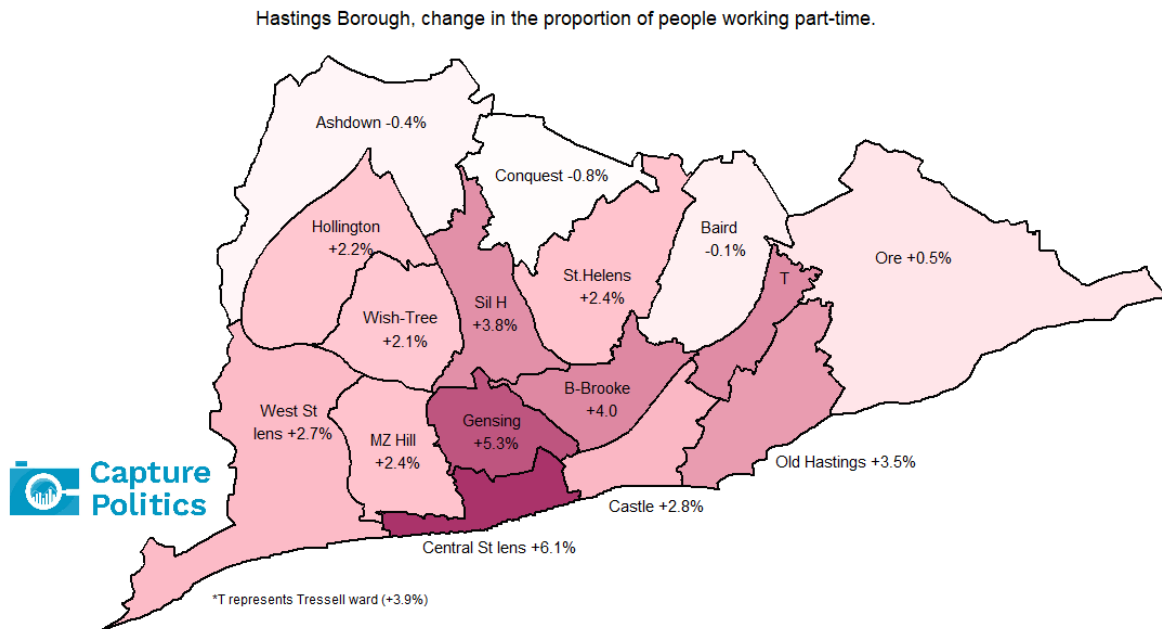 Hastings Borough, change in the proportion of people working part-time.
Ashdown -0.4%
Conquest -0.8%
Hollington
+2.2%
Baird
-0.1%
Ore +0.5%
St.Helens
+2.4%
T
Sil H
+3.8%
Wish-Tree
+2.1%
B-Brooke
+4.0
West St
lens +2.7%
Gensing
+5.3%
MZ Hill
+2.4%
Old Hastings +3.5%
Capture
Politics
Castle +2.8%
Central St lens +6.1%
*T represents Tressell ward (+3.9%)